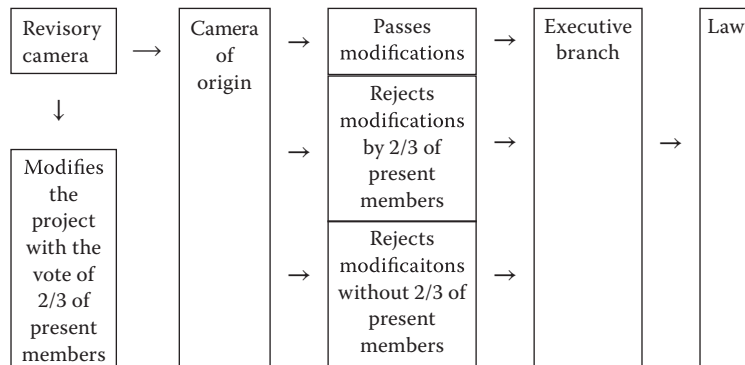 Revisory
camera
Modifies
the
project
with the
vote of
2/3 of
present
members
Camera
of
origin
Passes
modifications
Rejects
modifications
by 2/3 of
present
members
Rejects
modificaitons
without 2/3 of
present
members
Executive
branch
Law